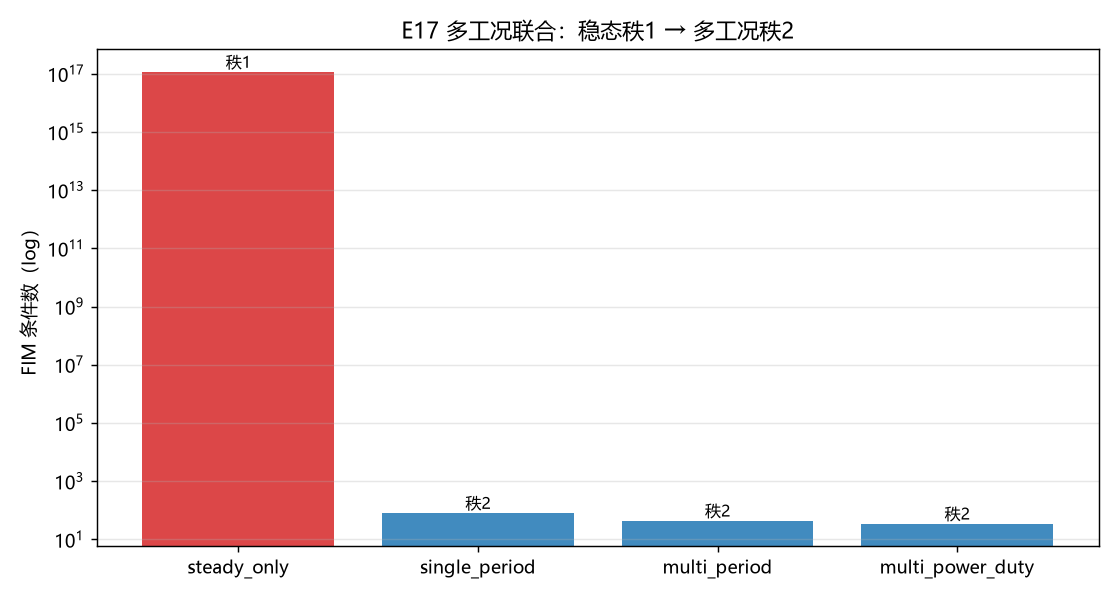 E17 多工况联合：稳态秩1 → 多工况秩2
FIM 条件数（log）
10^17
10^15
10^13
10^11
10^9
10^7
10^5
10^3
10^1
秩1
秩2
秩2
秩2
steady_only
single_period
multi_period
multi_power_duty